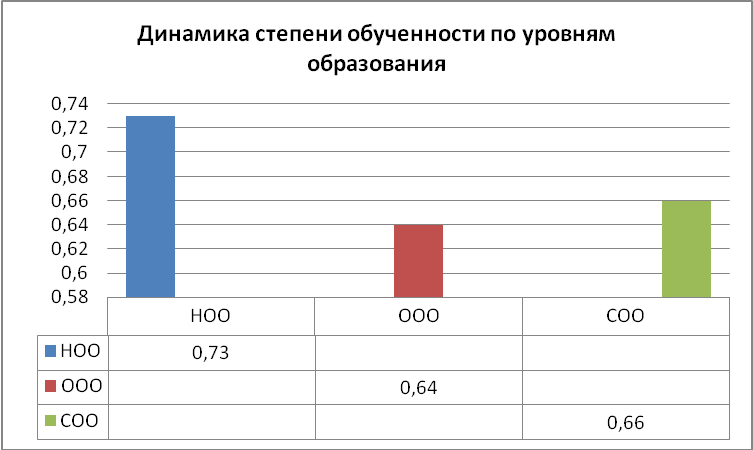 Динамика степени обученности по уровням
образования
0,74
0,72
0,7
0,68
0,66
0,64
0,62
0,6
0,58
НОО ООО СОО
НОО 0,73
ООО 0,64
СОО 0,66